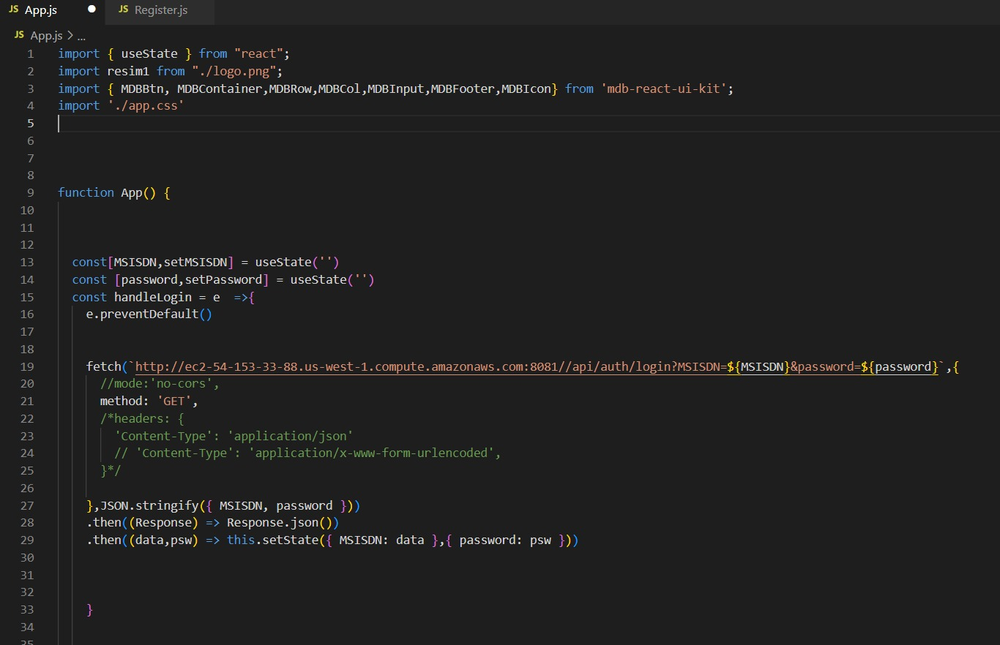 JS App.js ● JS Register.js
JS App.js > ...
1 import { useState } from "react";
2 import resim1 from "./logo.png";
3 import { MDBBtn, MDBContainer,MDBRow,MDBCol,MDBInput,MDBFooter,MDBIcon} from 'mdb-react-ui-kit';
4 import './app.css'
5
6
7
8
9 function App() {
10
11
12
13 const[MSISDN,setMSISDN] = useState('')
14 const [password,setPassword] = useState('')
15 const handleLogin = e  =>{
16 e.preventDefault()
17
18
19 fetch(`http://ec2-54-153-33-88.us-west-1.compute.amazonaws.com:8081//api/auth/login?MSISDN=${MSISDN}&password=${password}`,{
20 //mode:'no-cors',
21 method: 'GET',
22 /*headers: {
23 'Content-Type': 'application/json'
24 // 'Content-Type': 'application/x-www-form-urlencoded',
25 }*/
26
27 },JSON.stringify({ MSISDN, password }))
28 .then((Response) => Response.json())
29 .then((data,psw) => this.setState({ MSISDN: data },{ password: psw }))
30
31
32
33 }
34
35